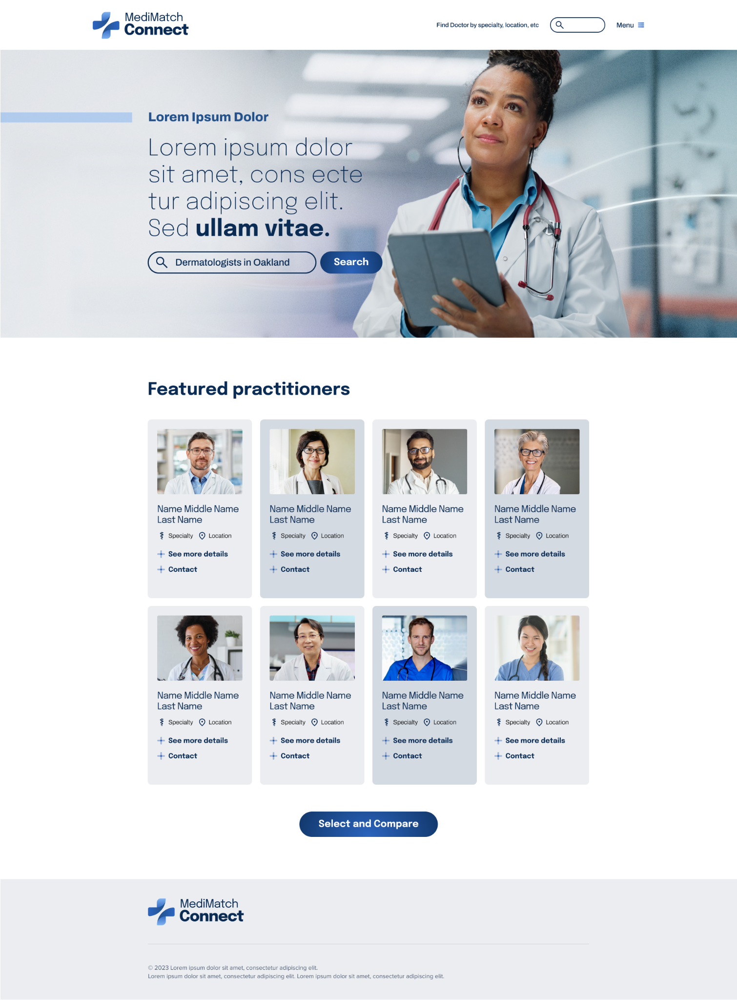 MediMatch
Connect
Find Doctor by specialty, location, etc
Menu
Lorem Ipsum Dolor
Lorem ipsum dolor
sit amet, cons ecte
tur adipiscing elit.
Sed ullam vitae.
Dermatologists in Oakland
Search
Featured practitioners
Name Middle Name
Last Name
Specialty
Location
See more details
Contact
Name Middle Name
Last Name
Specialty
Location
See more details
Contact
Name Middle Name
Last Name
Specialty
Location
See more details
Contact
Name Middle Name
Last Name
Specialty
Location
See more details
Contact
Name Middle Name
Last Name
Specialty
Location
See more details
Contact
Name Middle Name
Last Name
Specialty
Location
See more details
Contact
Name Middle Name
Last Name
Specialty
Location
See more details
Contact
Name Middle Name
Last Name
Specialty
Location
See more details
Contact
Select and Compare
MediMatch
Connect
© 2023 Lorem ipsum dolor sit amet, consectetur adipiscing elit.
Lorem ipsum dolor sit amet, consectetur adipiscing elit. Lorem ipsum dolor sit amet, consectetur adipiscing elit.